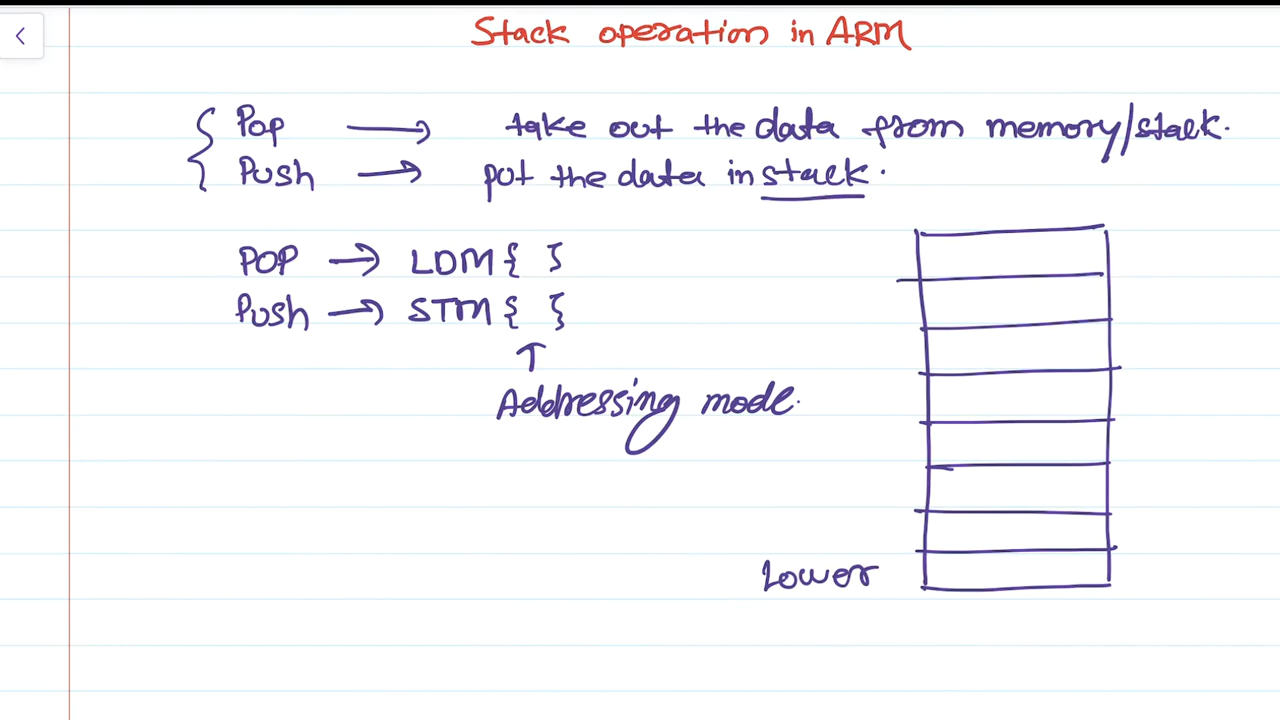 Stack operation in ARM
Pop → take out the data from memory/stack.
Push → put the data in stack.
POP → LDM{ }
Push → STM{ }
↑
Addressing mode.
Lower